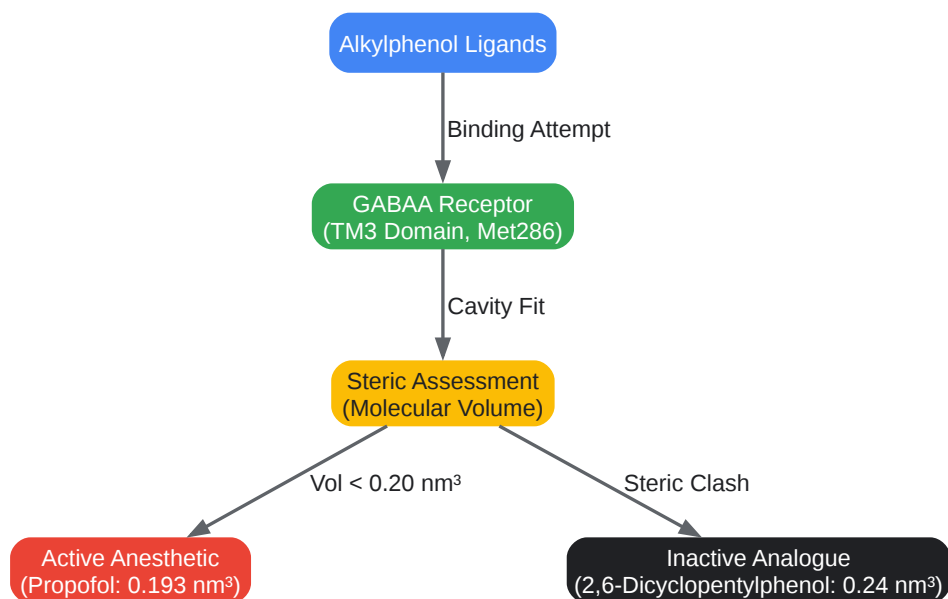 Alkylphenol Ligands
Binding Attempt
GABAA Receptor
(TM3 Domain, Met286)
Cavity Fit
Steric Assessment
(Molecular Volume)
Vol < 0.20 nm³
Steric Clash
Active Anesthetic
(Propofol: 0.193 nm³)
Inactive Analogue
(2,6-Dicyclopentylphenol: 0.24 nm³)